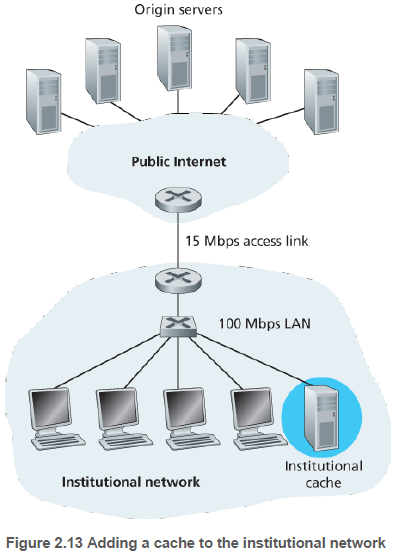 Origin servers
Public Internet
15 Mbps access link
100 Mbps LAN
Institutional
cache
Institutional network
Figure 2.13 Adding a cache to the institutional network